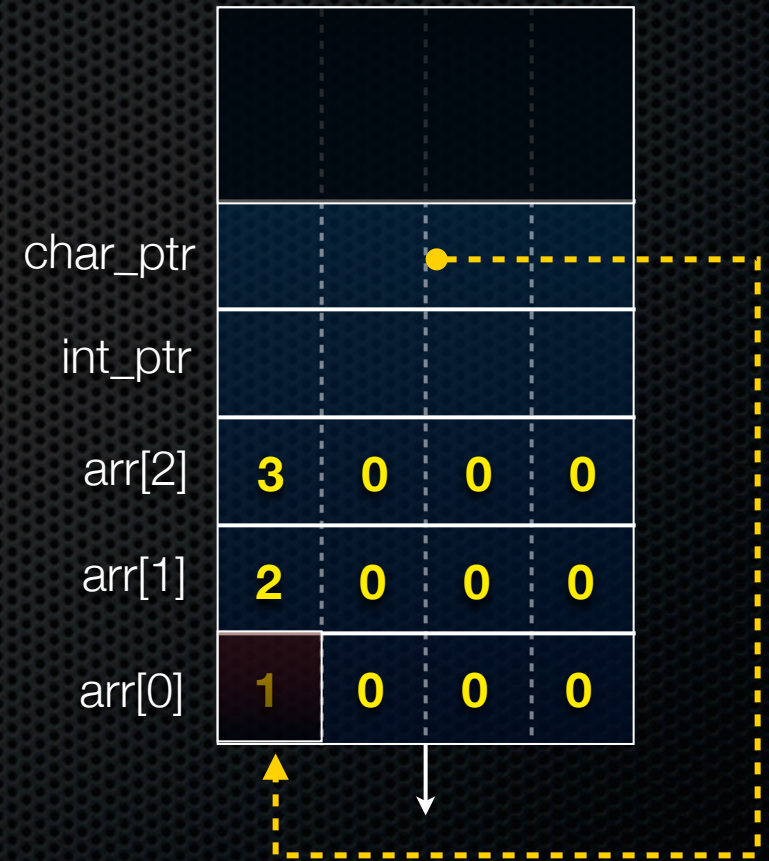 char_ptr
int_ptr
arr[2] 3 0 0 0
arr[1] 2 0 0 0
arr[0] 1 0 0 0